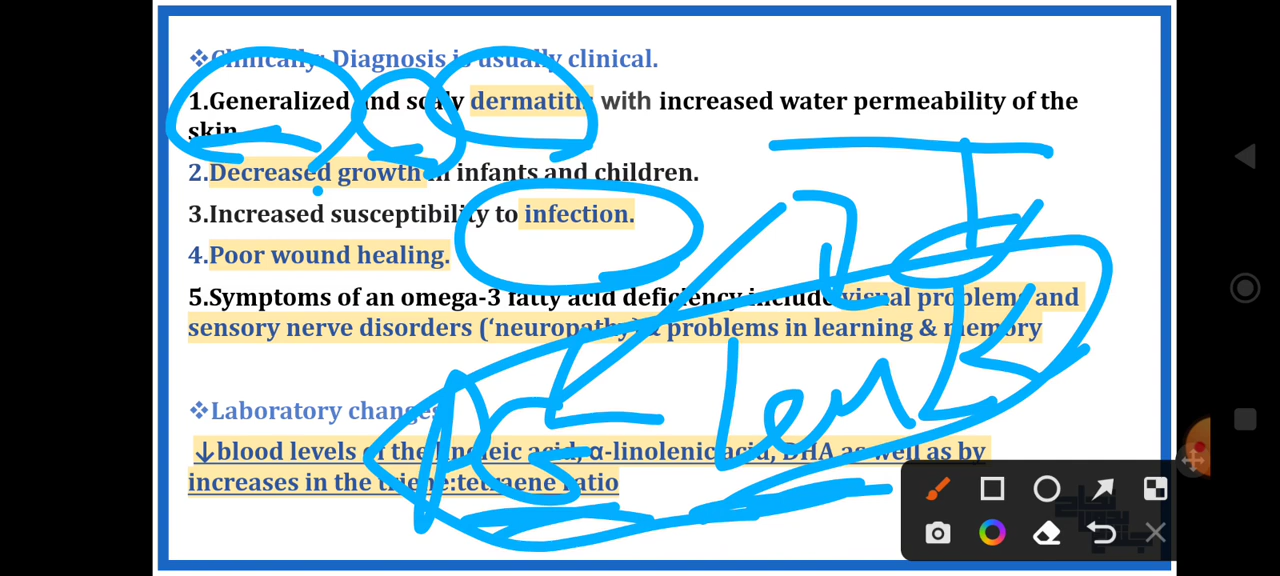 ❖Clinically: Diagnosis is usually clinical.
1.Generalized and scaly dermatitis with increased water permeability of the
skin
2.Decreased growth in infants and children.
3.Increased susceptibility to infection.
4.Poor wound healing.
5.Symptoms of an omega-3 fatty acid deficiency include visual problems and
sensory nerve disorders (‘neuropathy) & problems in learning & memory
❖Laboratory changes
↓blood levels of the linoleic acid, α-linolenic acid, DHA as well as by
increases in the triene:tetraene ratio